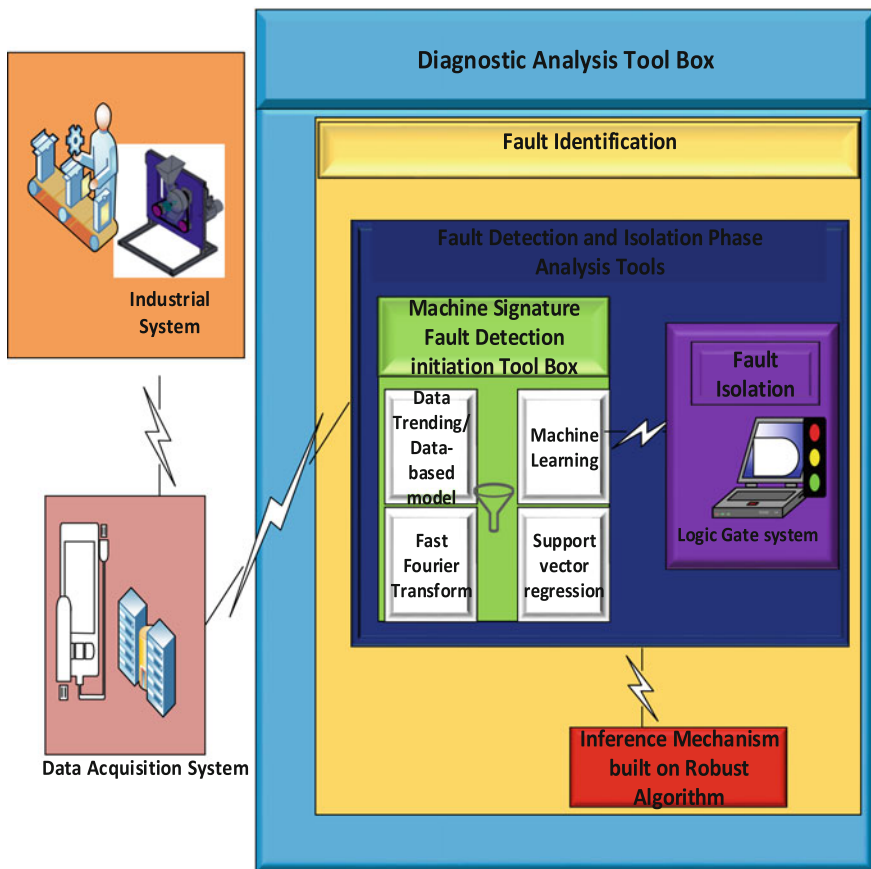 Diagnostic Analysis Tool Box
Fault Identification
Fault Detection and Isolation Phase
Analysis Tools
Industrial
System
Machine Signature
Fault Detection
initiation Tool Box
Fault
Isolation
Data
Trending/
Data-
based
model
Machine
Learning
Logic Gate system
Fast
Fourier
Transform
Support
vector
regression
Data Acquisition System
Inference Mechanism
built on Robust
Algorithm